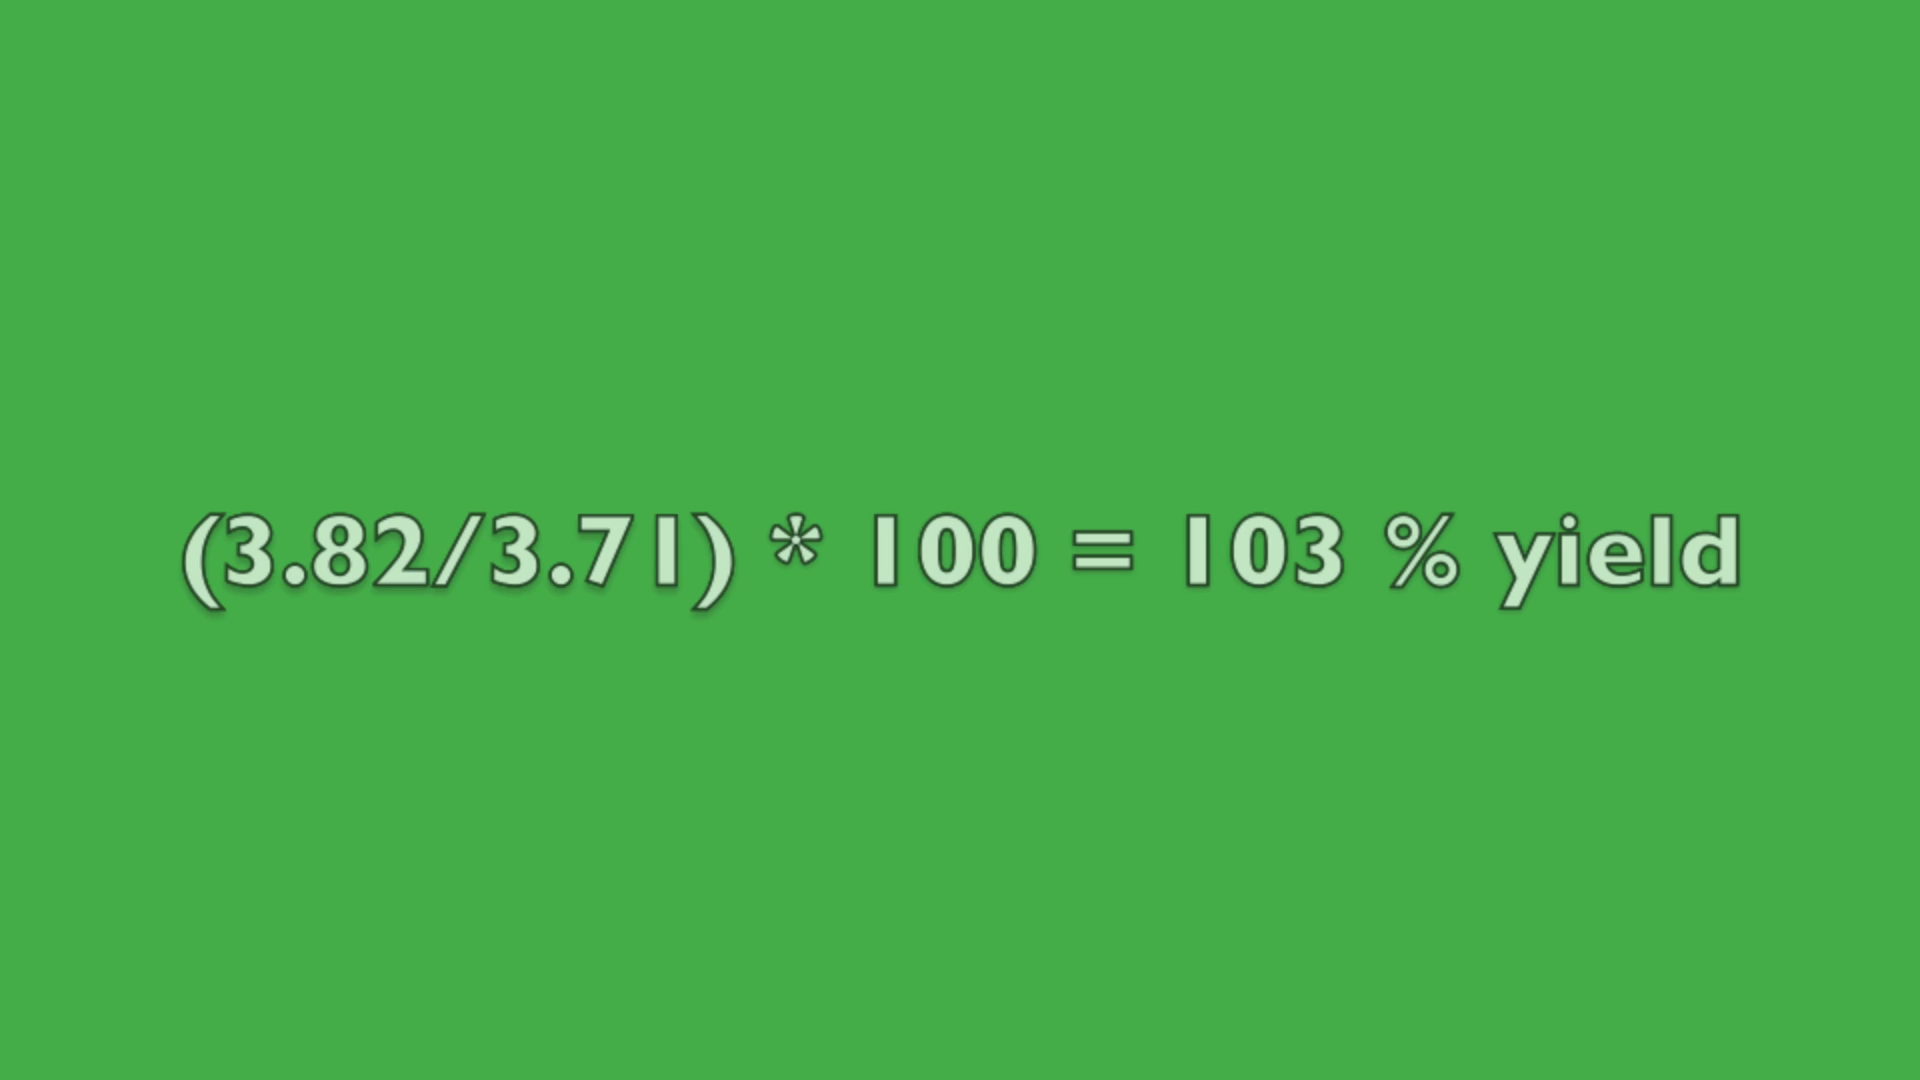 (3.82/3.71) * 100 = 103 % yield